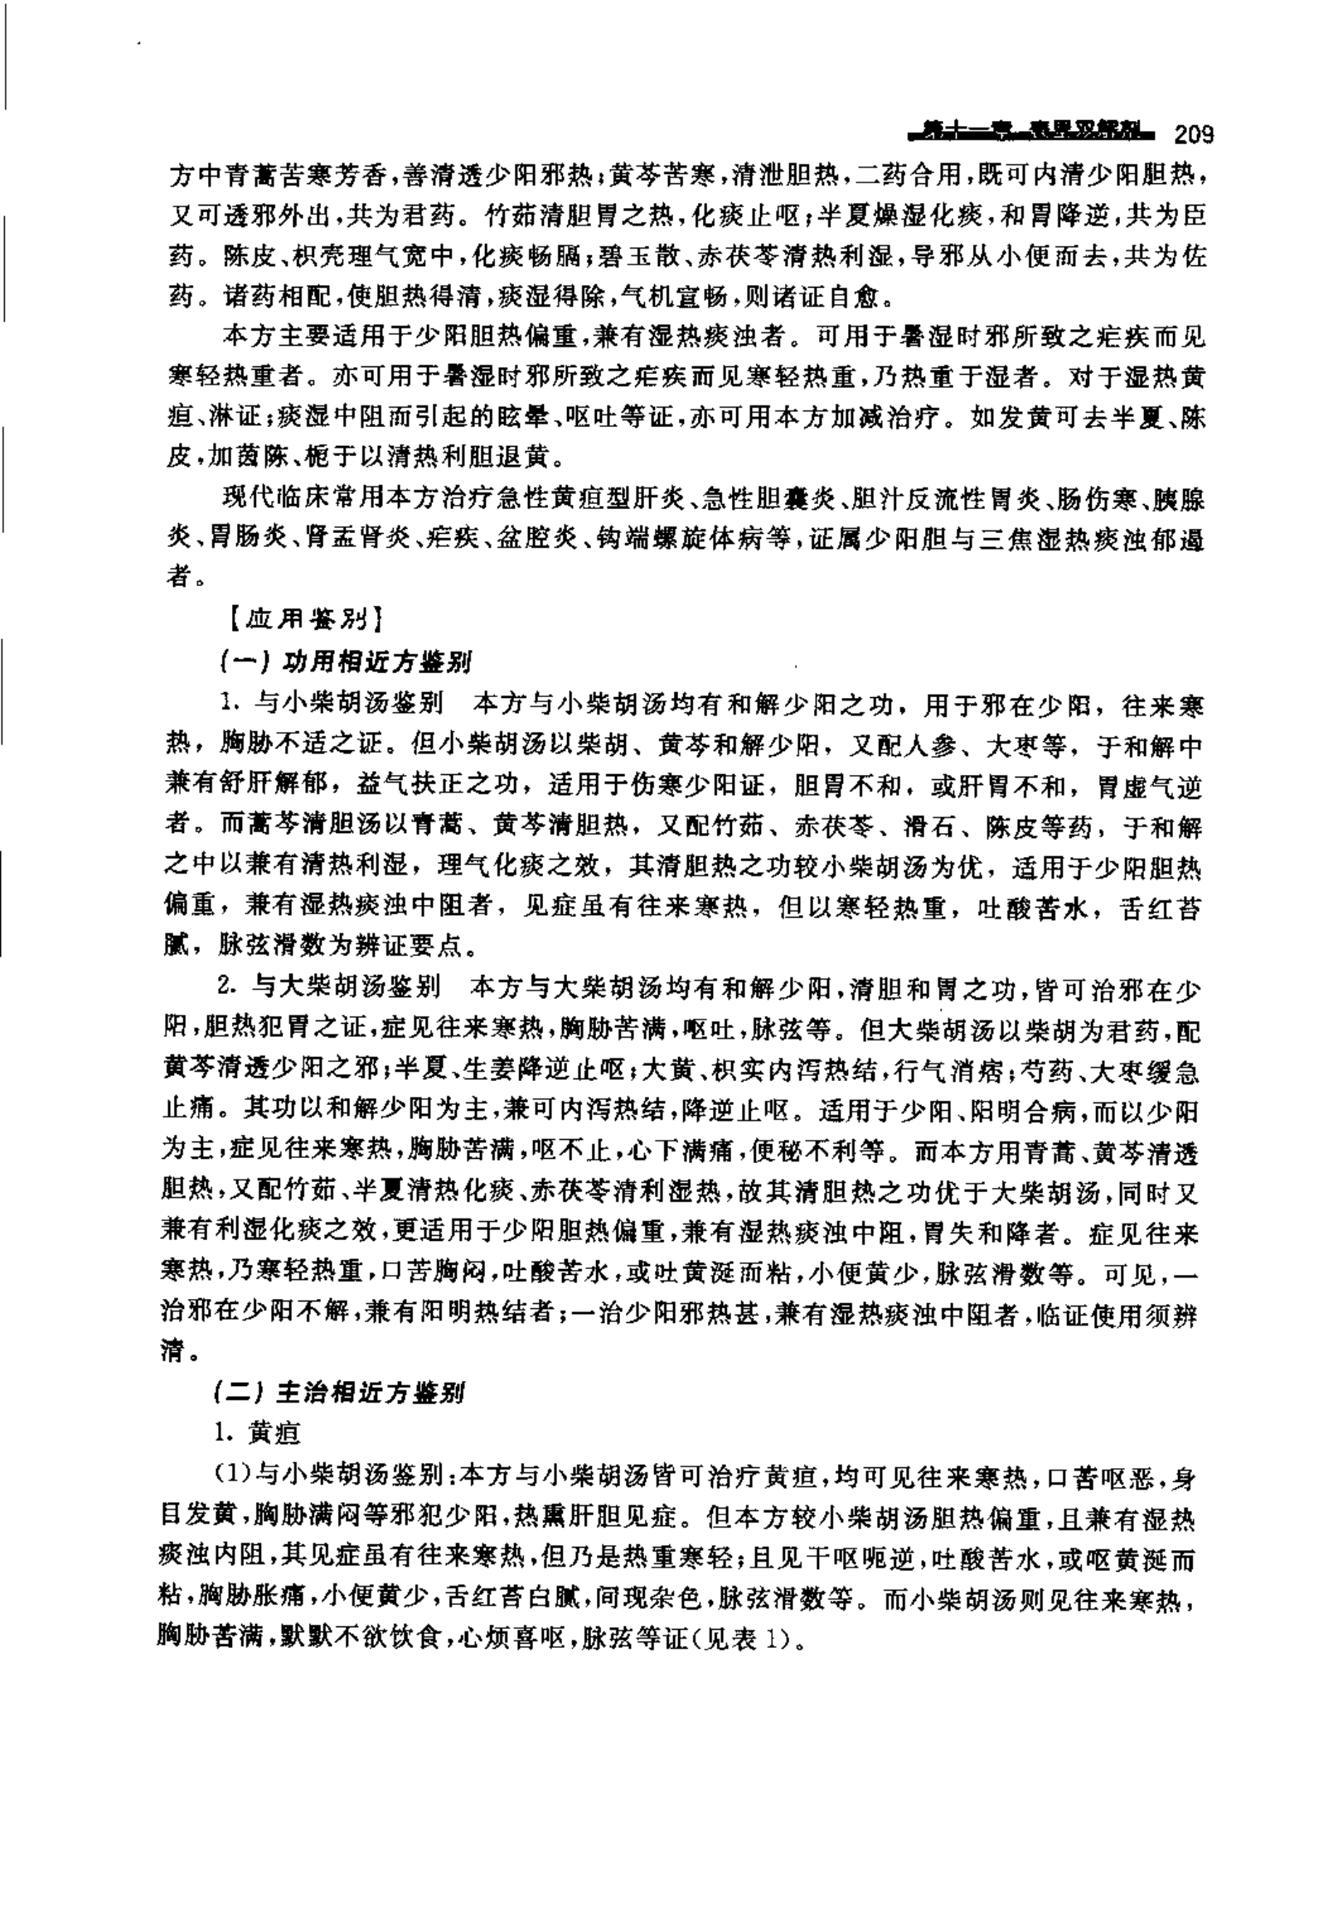 第十一章 表里双解剂 209
方中青蒿苦寒芳香,善清透少阳邪热;黄芩苦寒,清泄胆热,二药合用,既可内清少阳胆热,
又可透邪外出,共为君药。竹茹清胆胃之热,化痰止呕;半夏燥湿化痰,和胃降逆,共为臣
药。陈皮、枳壳理气宽中,化痰畅膈;碧玉散、赤茯苓清热利湿,导邪从小便而去,共为佐
药。诸药相配,使胆热得清,痰湿得除,气机宣畅,则诸证自愈。
本方主要适用于少阳胆热偏重,兼有湿热痰浊者。可用于暑湿时邪所致之疟疾而见
寒轻热重者。亦可用于暑湿时邪所致之疟疾而见寒轻热重,乃热重于湿者。对于湿热黄
疸、淋证;痰湿中阻而引起的眩晕、呕吐等证,亦可用本方加减治疗。如发黄可去半夏、陈
皮,加茵陈、栀子以清热利胆退黄。
现代临床常用本方治疗急性黄疸型肝炎、急性胆囊炎、胆汁反流性胃炎、肠伤寒、胰腺
炎、胃肠炎、肾盂肾炎、疟疾、盆腔炎、钩端螺旋体病等,证属少阳胆与三焦湿热痰浊郁遏
者。
【应用鉴别】
(一)功用相近方鉴别
1. 与小柴胡汤鉴别 本方与小柴胡汤均有和解少阳之功，用于邪在少阳，往来寒
热，胸胁不适之证。但小柴胡汤以柴胡、黄芩和解少阳，又配人参、大枣等，于和解中
兼有舒肝解郁，益气扶正之功，适用于伤寒少阳证，胆胃不和，或肝胃不和，胃虚气逆
者。而蒿芩清胆汤以青蒿、黄芩清胆热，又配竹茹、赤茯苓、滑石、陈皮等药，于和解
之中以兼有清热利湿，理气化痰之效，其清胆热之功较小柴胡汤为优，适用于少阳胆热
偏重，兼有湿热痰浊中阻者，见症虽有往来寒热，但以寒轻热重，吐酸苦水，舌红苔
腻，脉弦滑数为辨证要点。
2. 与大柴胡汤鉴别 本方与大柴胡汤均有和解少阳,清胆和胃之功,皆可治邪在少
阳,胆热犯胃之证,症见往来寒热,胸胁苦满,呕吐,脉弦等。但大柴胡汤以柴胡为君药,配
黄芩清透少阳之邪;半夏、生姜降逆止呕;大黄、枳实内泻热结,行气消痞;芍药、大枣缓急
止痛。其功以和解少阳为主,兼可内泻热结,降逆止呕。适用于少阳、阳明合病,而以少阳
为主,症见往来寒热,胸胁苦满,呕不止,心下满痛,便秘不利等。而本方用青蒿、黄芩清透
胆热,又配竹茹、半夏清热化痰、赤茯苓清利湿热,故其清胆热之功优于大柴胡汤,同时又
兼有利湿化痰之效,更适用于少阳胆热偏重,兼有湿热痰浊中阻,胃失和降者。症见往来
寒热,乃寒轻热重,口苦胸闷,吐酸苦水,或吐黄涎而粘,小便黄少,脉弦滑数等。可见,一
治邪在少阳不解,兼有阳明热结者;一治少阳邪热甚,兼有湿热痰浊中阻者,临证使用须辨
清。
(二)主治相近方鉴别
1. 黄疸
(1)与小柴胡汤鉴别:本方与小柴胡汤皆可治疗黄疸,均可见往来寒热,口苦呕恶,身
目发黄,胸胁满闷等邪犯少阳,热熏肝胆见症。但本方较小柴胡汤胆热偏重,且兼有湿热
痰浊内阻,其见症虽有往来寒热,但乃是热重寒轻;且见干呕呃逆,吐酸苦水,或呕黄涎而
粘,胸胁胀痛,小便黄少,舌红苔白腻,间现杂色,脉弦滑数等。而小柴胡汤则见往来寒热,
胸胁苦满,默默不欲饮食,心烦喜呕,脉弦等证(见表 1)。